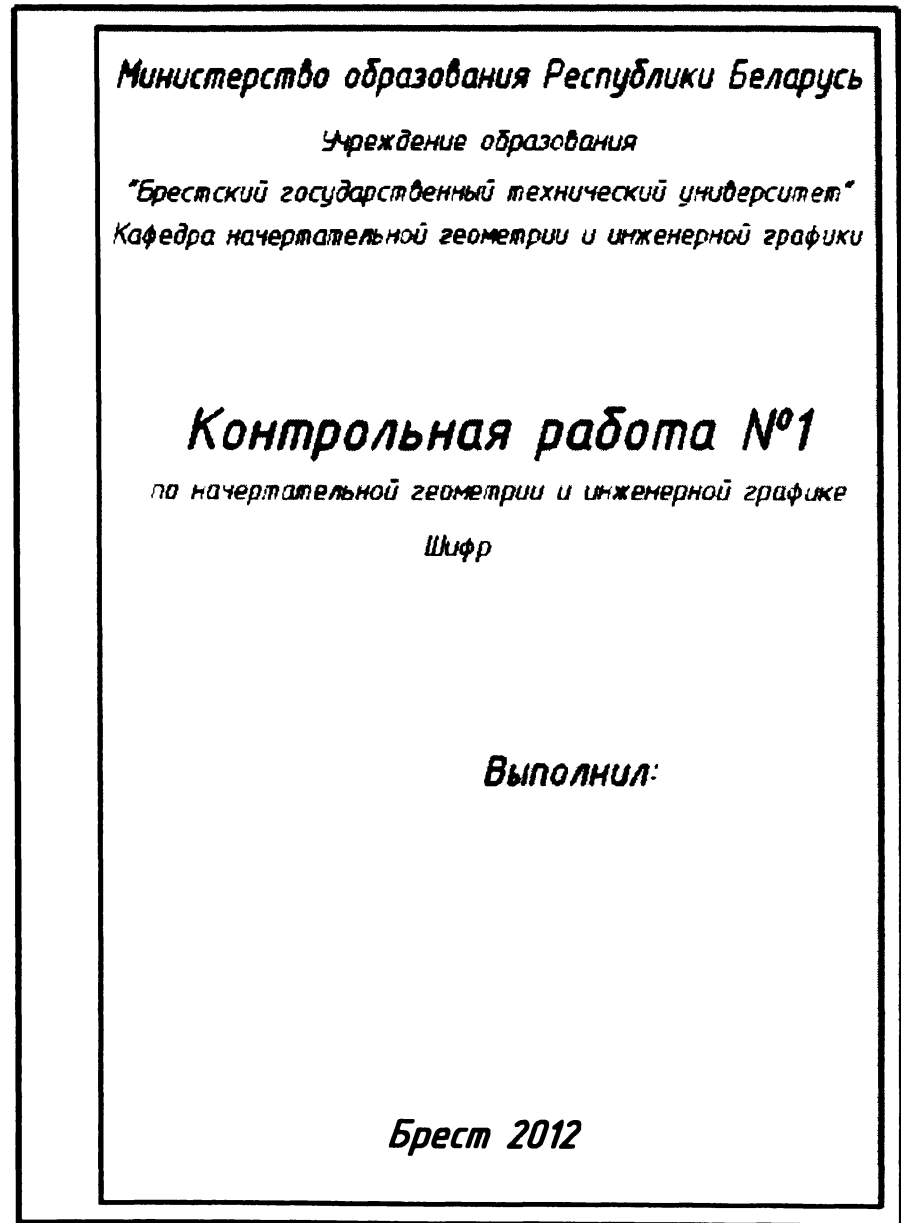 Министерство образования Республики Беларусь
Учреждение образования
"Брестский государственный технический университет"
Кафедра начертательной геометрии и инженерной графики
Контрольная работа №1
по начертательной геометрии и инженерной графике
Шифр
Выполнил:
Брест 2012